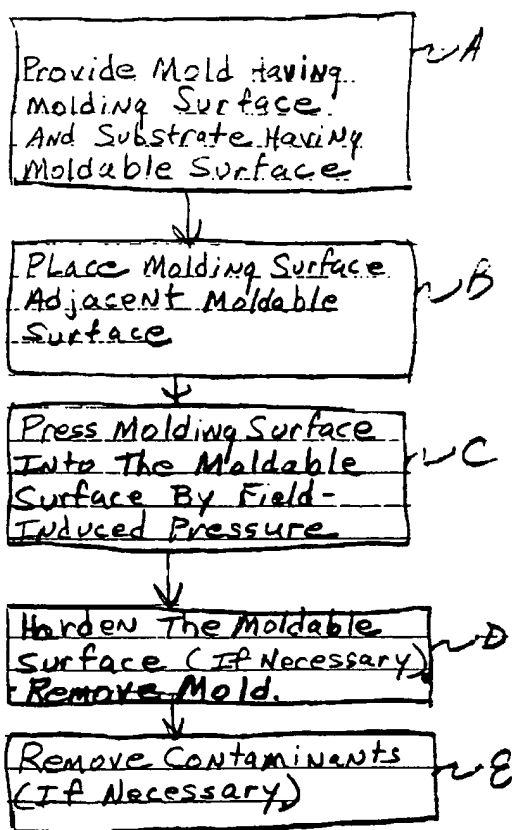 A
Provide Mold Having
Molding Surface
And Substrate Having
Moldable Surface
B
Place Molding Surface
Adjacent Moldable
Surface
C
Press Molding Surface
Into The Moldable
Surface By Field-
Induced Pressure
D
Harden The Moldable
Surface (If Necessary),
Remove Mold.
E
Remove Contaminants
(If Necessary)